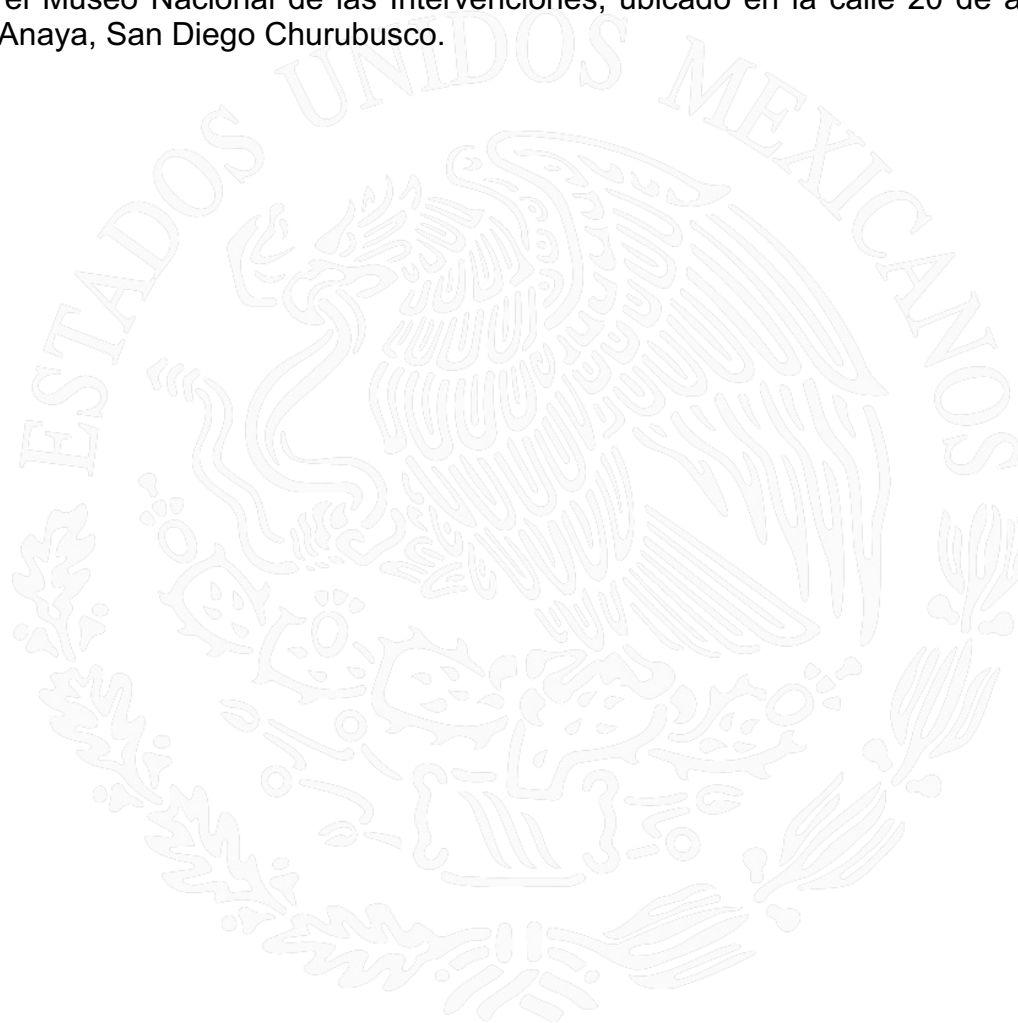 el Museo Nacional de las Intervenciones, ubicado en la calle 20 de a
Anaya, San Diego Churubusco.
ESTADOS UNIDOS MEXICANOS